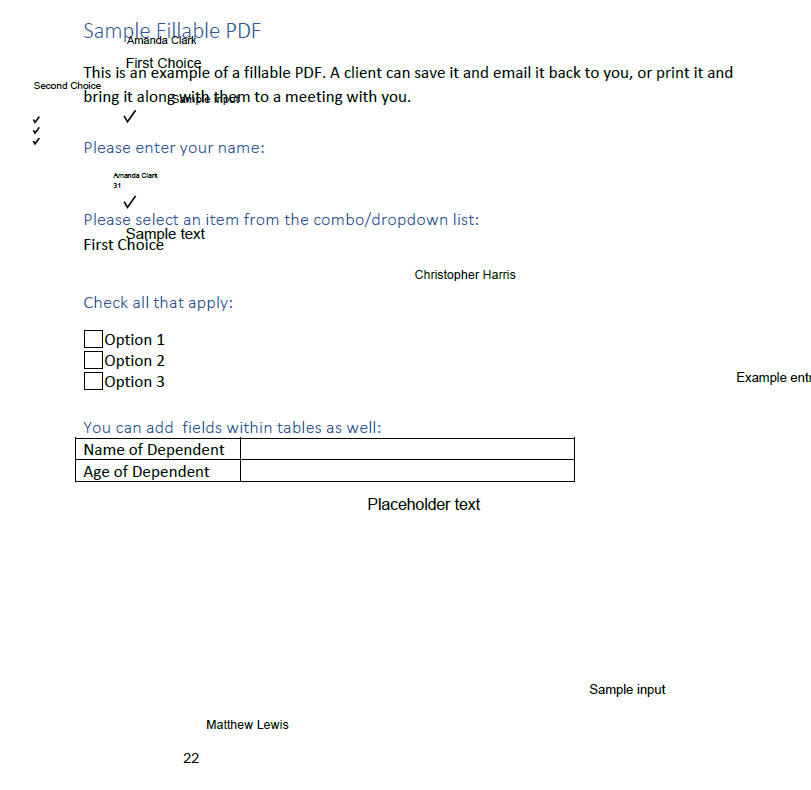 Sample Fillable PDF
Amanda Clark
First Choice
This is an example of a fillable PDF. A client can save it and email it back to you, or print it and
Second Choice
bring it along with them to a meeting with you.
Sample input
✓
✓
✓
✓
Please enter your name:
Amanda Clark
31
✓
Please select an item from the combo/dropdown list:
Sample text
First Choice
Christopher Harris
Check all that apply:
Option 1
Option 2
Example entr
Option 3
You can add fields within tables as well:
Name of Dependent
Age of Dependent
Placeholder text
Sample input
Matthew Lewis
22